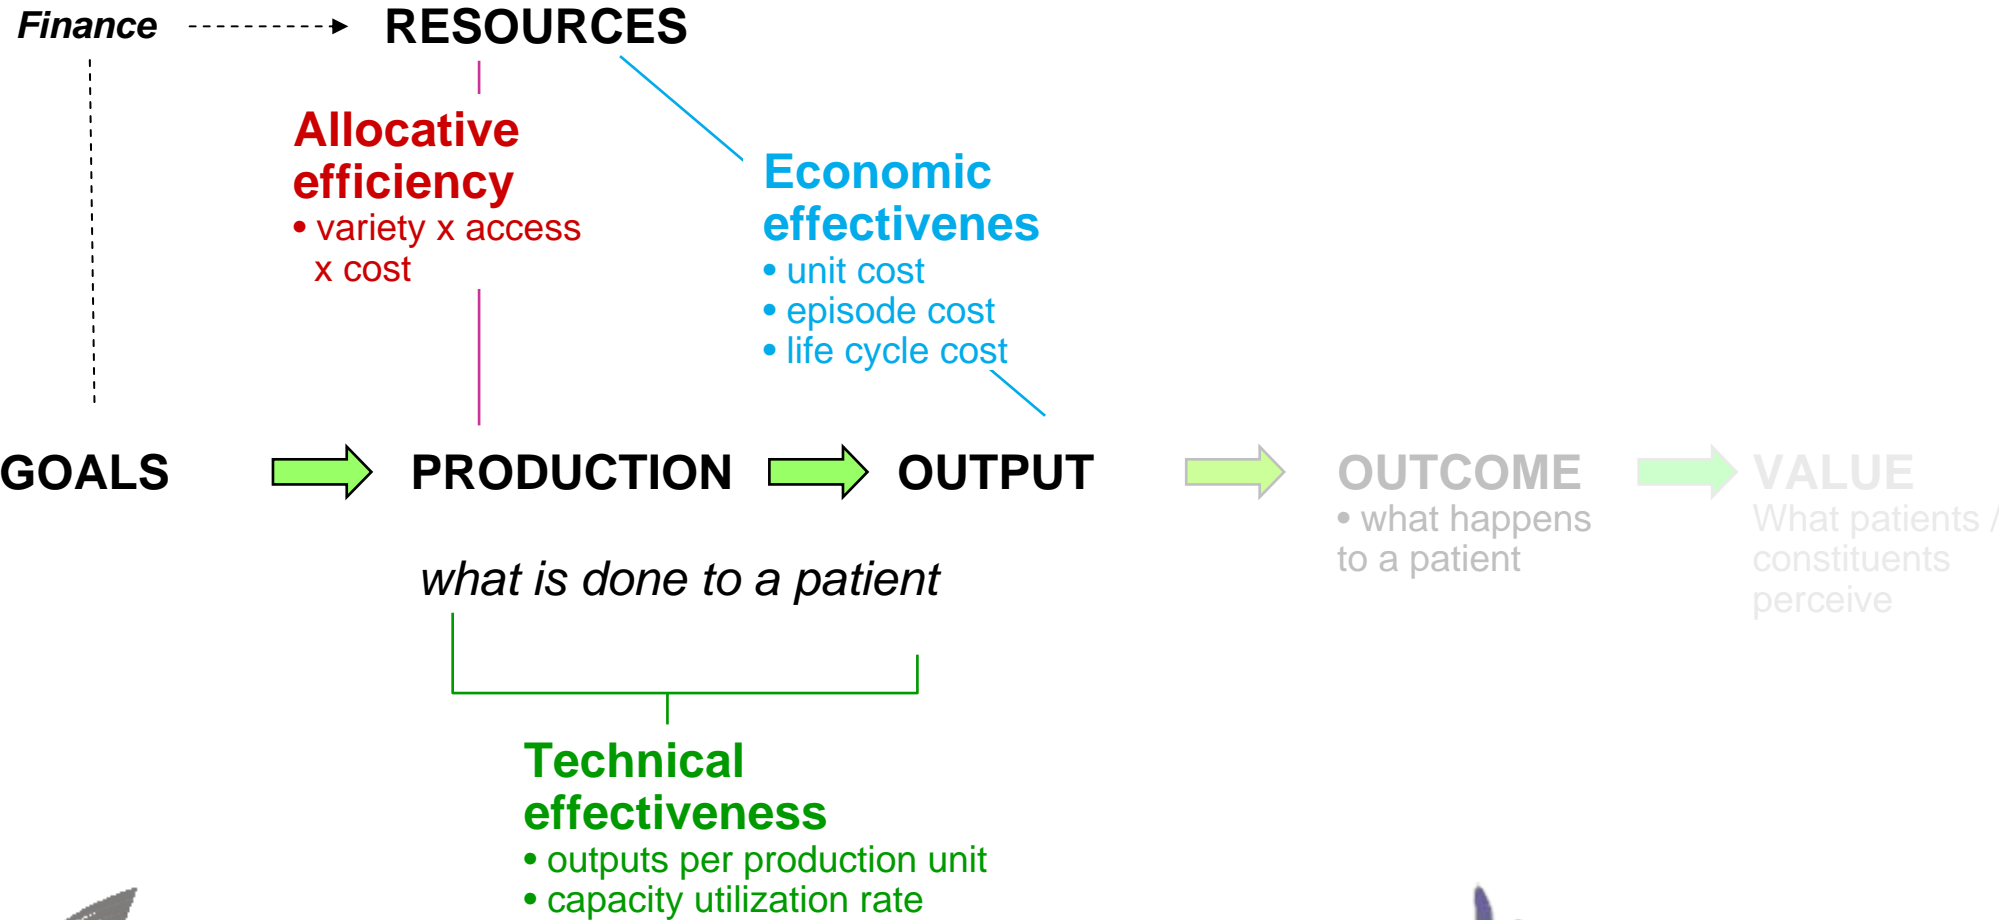 Finance
RESOURCES
Allocative
efficiency
• variety x access
x cost
Economic
effectivenes
• unit cost
• episode cost
• life cycle cost
GOALS
PRODUCTION
OUTPUT
OUTCOME
• what happens
to a patient
VALUE
What patients /
constituents
perceive
what is done to a patient
Technical
effectiveness
• outputs per production unit
• capacity utilization rate